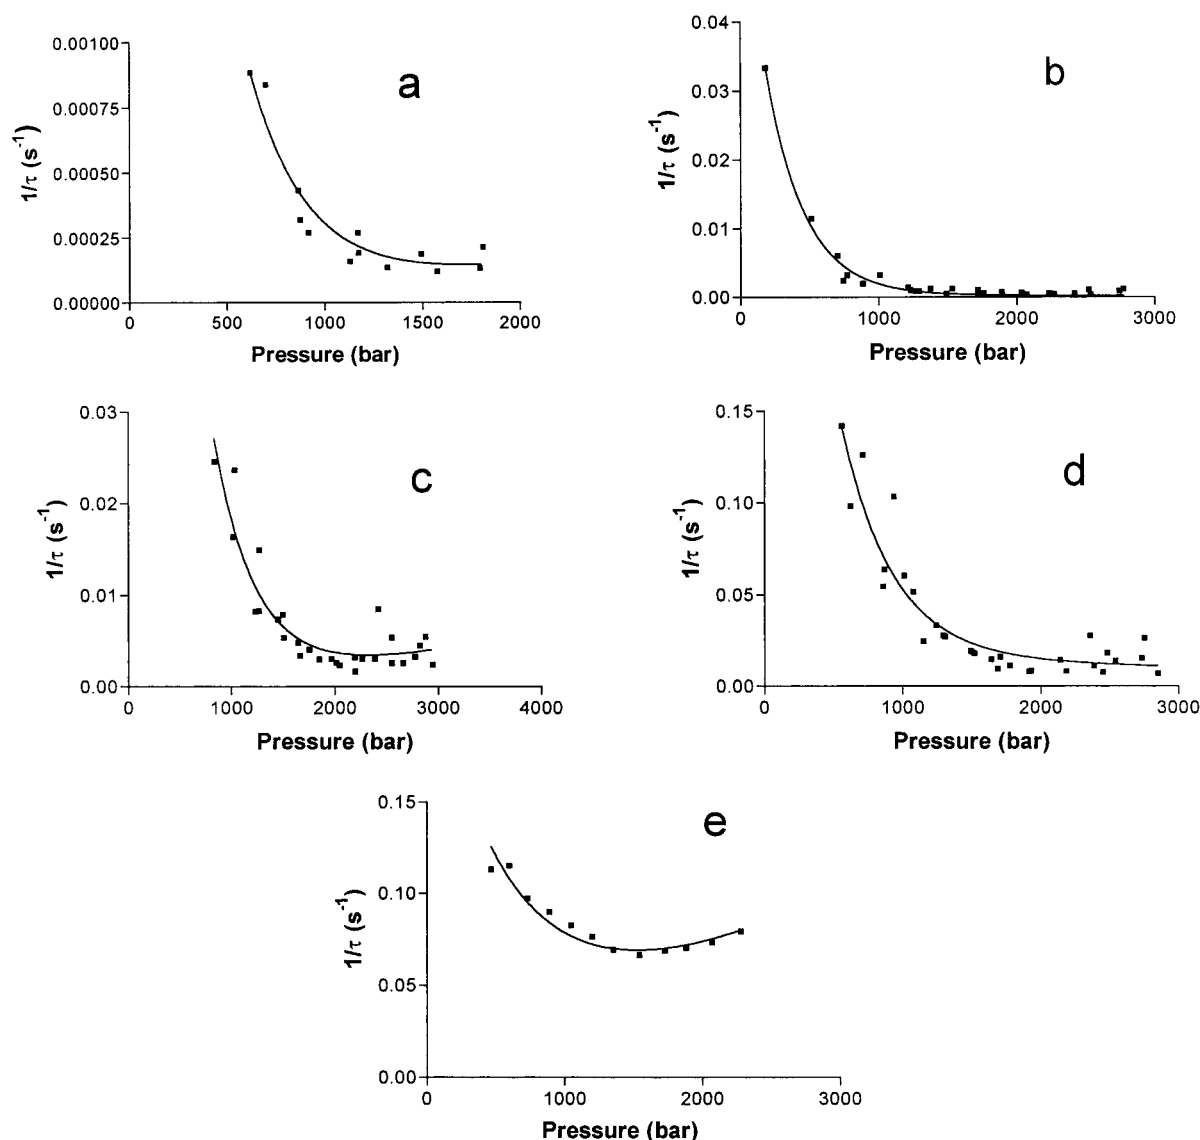 0.00100
0.00075
0.00050
0.00025
0.00000
1/τ (s⁻¹)
a
0 500 1000 1500 2000
Pressure (bar)
0.04
0.03
0.02
0.01
0.00
1/τ (s⁻¹)
b
0 1000 2000 3000
Pressure (bar)
0.03
0.02
0.01
0.00
1/τ (s⁻¹)
c
0 1000 2000 3000 4000
Pressure (bar)
0.15
0.10
0.05
0.00
1/τ (s⁻¹)
d
0 1000 2000 3000
Pressure (bar)
0.15
0.10
0.05
0.00
1/τ (s⁻¹)
e
0 1000 2000 3000
Pressure (bar)